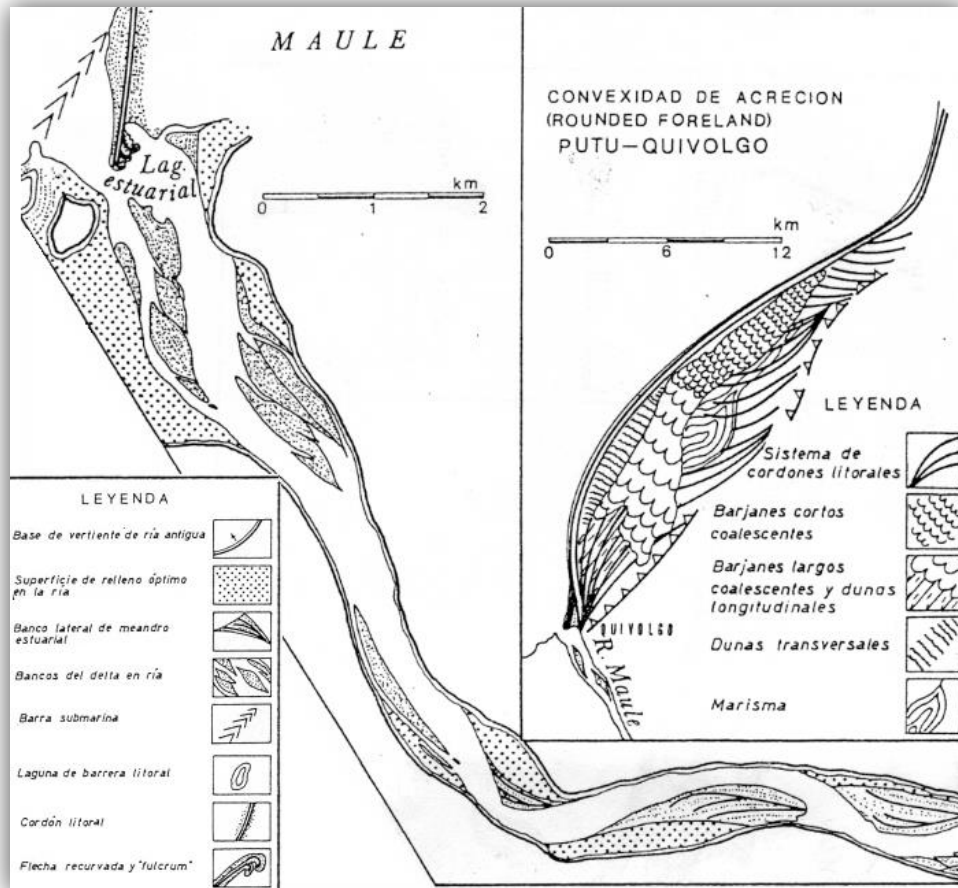 MAULE
Lag.
estuarial
km
0 1 2
CONVEXIDAD DE ACRECION
(ROUNDED FORELAND)
PUTU—QUIVOLGO
km
0 6 12
QUIVOLGO
R. Maule
LEYENDA
Sistema de
cordones litorales
Barjanes cortos
coalescentes
Barjanes largos
coalescentes y dunas
longitudinales
Dunas transversales
Marisma
LEYENDA
Base de vertiente de ría antigua
Superficie de relleno óptimo
en la ría
Banco lateral de meandro
estuarial
Bancos del delta en ría
Barra submarina
Laguna de barrera litoral
Cordón litoral
Flecha recurvada y "fulcrum"